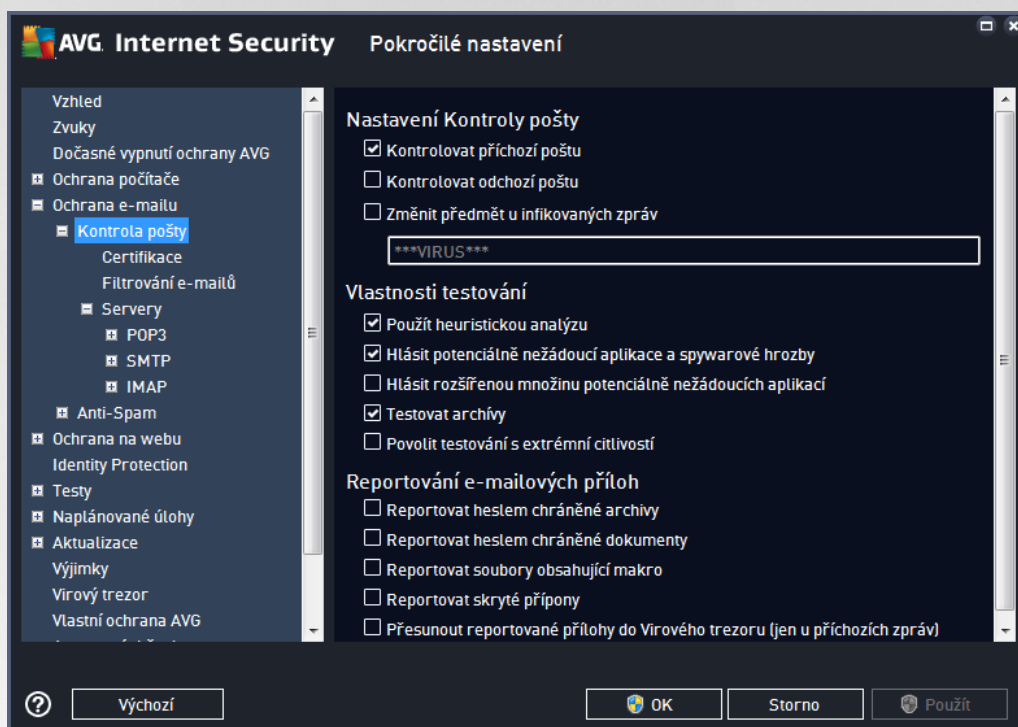 AVG. Internet Security Pokročilé nastavení
Vzhled
Zvuky
Dočasné vypnutí ochrany AVG
Ochrana počítače
Ochrana e-mailu
Kontrola pošty
Certifikace
Filtrování e-mailů
Servery
POP3
SMTP
IMAP
Anti-Spam
Ochrana na webu
Identity Protection
Testy
Naplánované úlohy
Aktualizace
Výjimky
Virový trezor
Vlastní ochrana AVG
Nastavení Kontroly pošty
Kontrolovat příchozí poštu
Kontrolovat odchozí poštu
Změnit předmět u infikovaných zpráv
***VIRUS***
Vlastnosti testování
Použít heuristickou analýzu
Hlásit potenciálně nežádoucí aplikace a spywarové hrozby
Hlásit rozšířenou množinu potenciálně nežádoucích aplikací
Testovat archívy
Povolit testování s extrémní citlivostí
Reportování e-mailových příloh
Reportovat heslem chráněné archivy
Reportovat heslem chráněné dokumenty
Reportovat soubory obsahující makro
Reportovat skryté přípony
Přesunout reportované přílohy do Virového trezoru (jen u příchozích zpráv)
? Výchozí OK Storno Použít